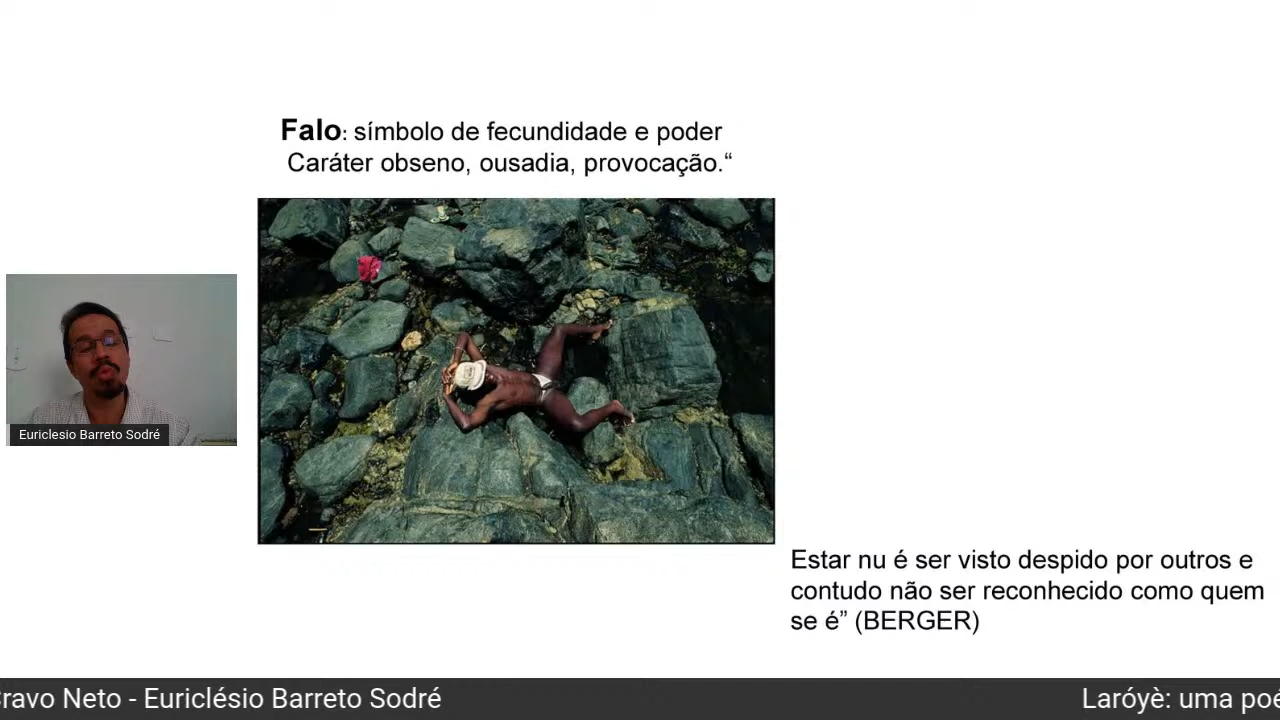 Falo: símbolo de fecundidade e poder
Caráter obseno, ousadia, provocação.“
Euriclesio Barreto Sodré
Estar nu é ser visto despido por outros e
contudo não ser reconhecido como quem
se é” (BERGER)
ravo Neto - Euriclésio Barreto Sodré
Laróyè: uma poé